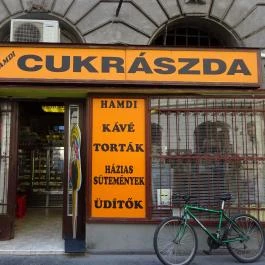 HAMDI
CUKRÁSZDA
HAMDI
KÁVÉ
TORTÁK
HÁZIAS
SÜTEMÉNYEK
ÜDÍTŐK